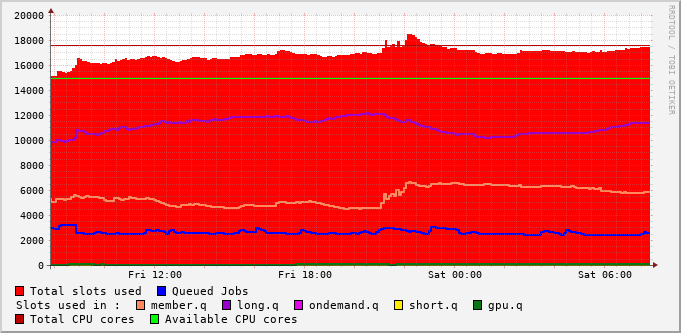 RRDTOOL / TOBI OETIKER
20000
18000
16000
14000
12000
10000
8000
6000
4000
2000
0
Fri 12:00 Fri 18:00 Sat 00:00 Sat 06:00
Total slots used Queued Jobs
Slots used in : member.q long.q ondemand.q short.q gpu.q
Total CPU cores Available CPU cores